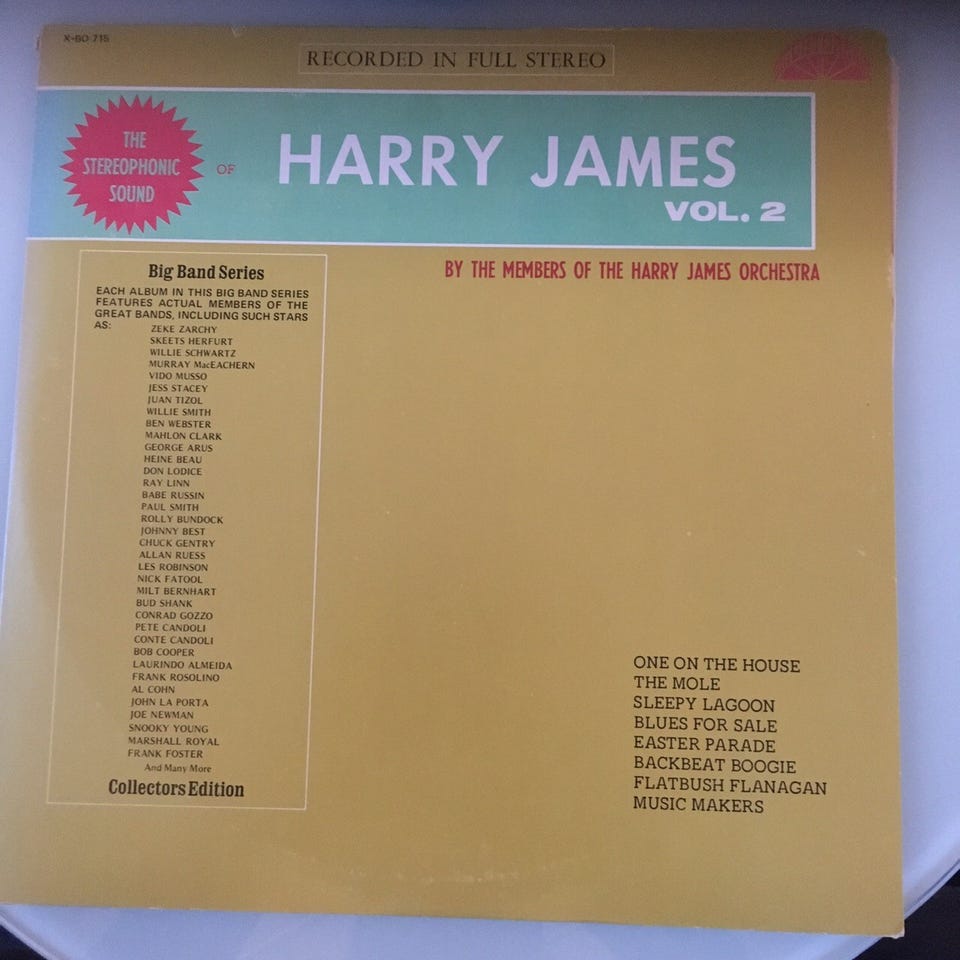 X-BO 715
RECORDED IN FULL STEREO
THE
STEREOPHONIC
SOUND
OF
HARRY JAMES
VOL. 2
BY THE MEMBERS OF THE HARRY JAMES ORCHESTRA
Big Band Series
EACH ALBUM IN THIS BIG BAND SERIES
FEATURES ACTUAL MEMBERS OF THE
GREAT BANDS, INCLUDING SUCH STARS
AS:
ZEKE ZARCHY
SKEETS HERFURT
WILLIE SCHWARTZ
MURRAY MacEACHERN
VIDO MUSSO
JESS STACEY
JUAN TIZOL
WILLIE SMITH
BEN WEBSTER
MAHLON CLARK
GEORGE ARUS
HEINE BEAU
DON LODICE
RAY LINN
BABE RUSSIN
PAUL SMITH
ROLLY BUNDOCK
JOHNNY BEST
CHUCK GENTRY
ALLAN RUESS
LES ROBINSON
NICK FATOOL
MILT BERNHART
BUD SHANK
CONRAD GOZZO
PETE CANDOLI
CONTE CANDOLI
BOB COOPER
LAURINDO ALMEIDA
FRANK ROSOLINO
AL COHN
JOHN LA PORTA
JOE NEWMAN
SNOOKY YOUNG
MARSHALL ROYAL
FRANK FOSTER
And Many More
Collectors Edition
ONE ON THE HOUSE
THE MOLE
SLEEPY LAGOON
BLUES FOR SALE
EASTER PARADE
BACKBEAT BOOGIE
FLATBUSH FLANAGAN
MUSIC MAKERS